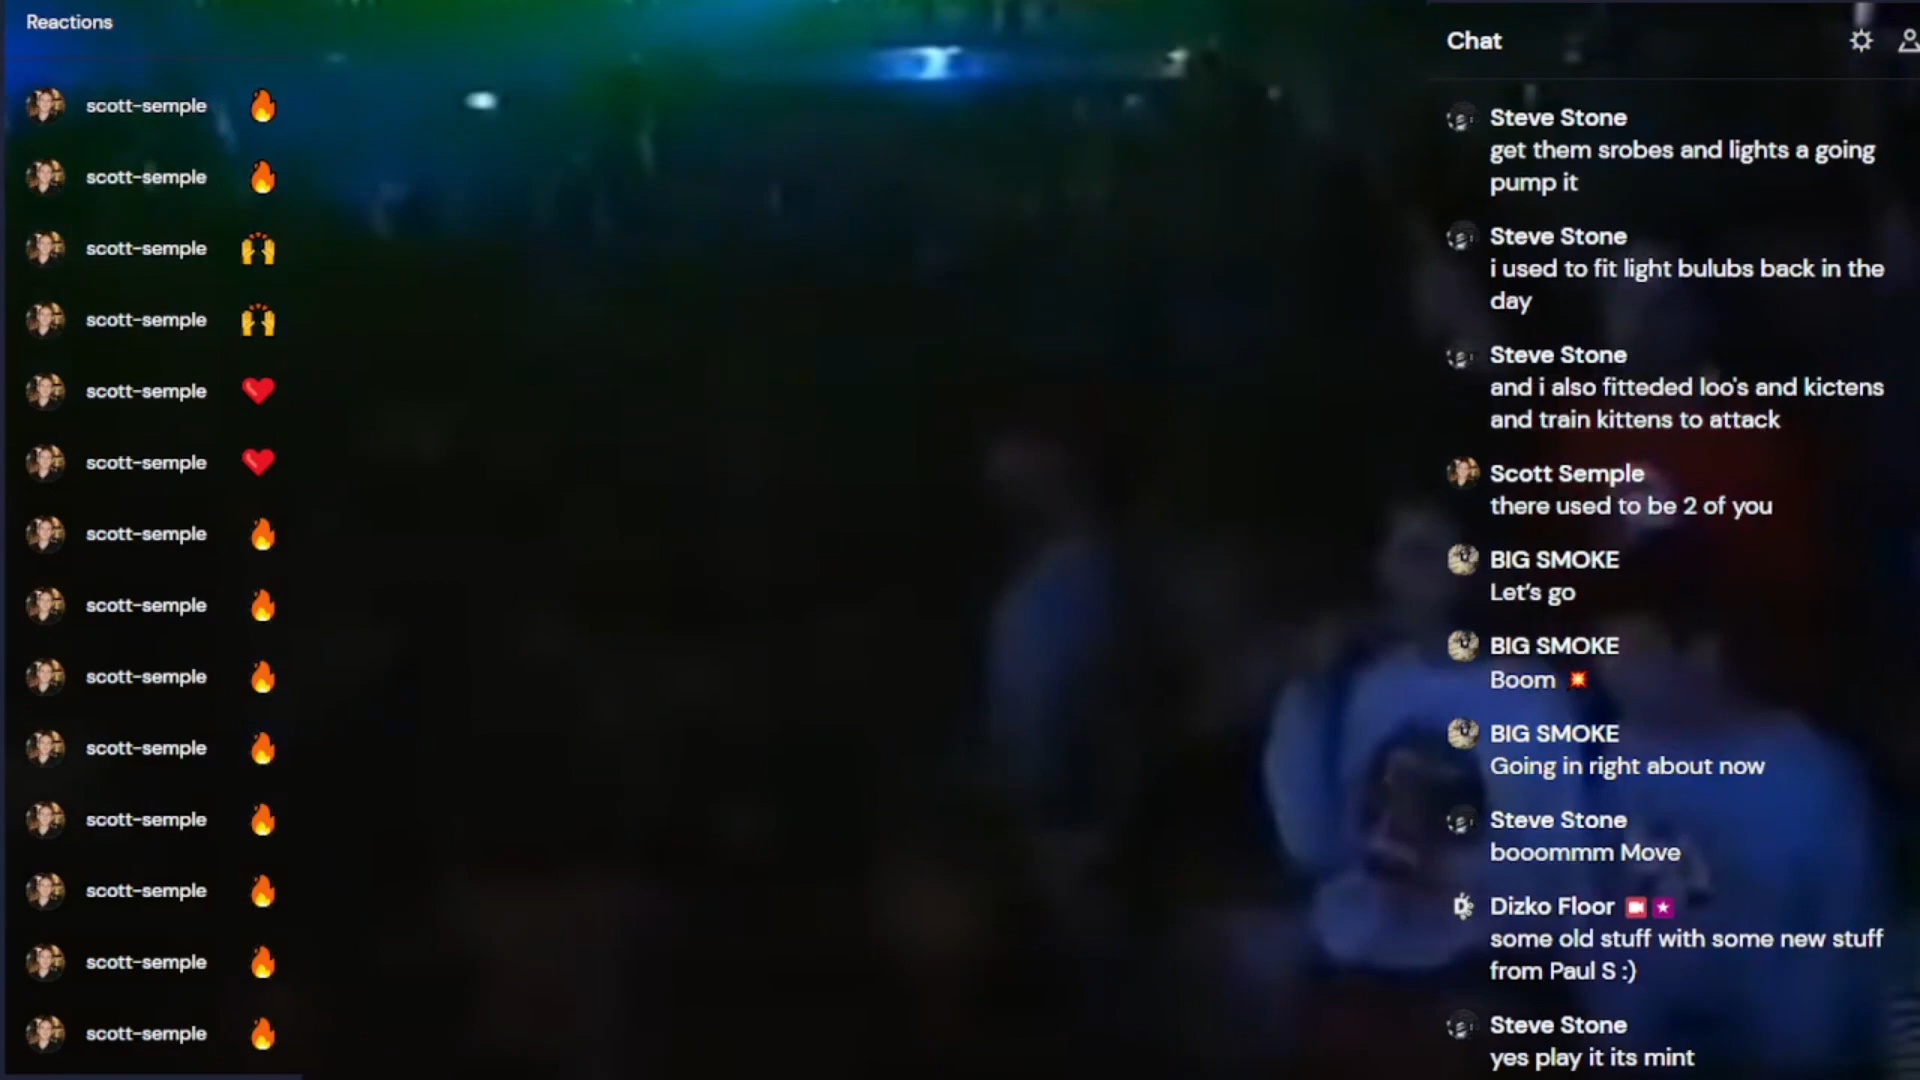 Reactions
scott-semple
scott-semple
scott-semple
scott-semple
scott-semple
scott-semple
scott-semple
scott-semple
scott-semple
scott-semple
scott-semple
scott-semple
scott-semple
scott-semple
Chat
Steve Stone
get them srobes and lights a going
pump it
Steve Stone
i used to fit light bulubs back in the
day
Steve Stone
and i also fitteded loo's and kictens
and train kittens to attack
Scott Semple
there used to be 2 of you
BIG SMOKE
Let's go
BIG SMOKE
Boom 💥
BIG SMOKE
Going in right about now
Steve Stone
booommm Move
Dizko Floor
some old stuff with some new stuff
from Paul S :)
Steve Stone
yes play it its mint